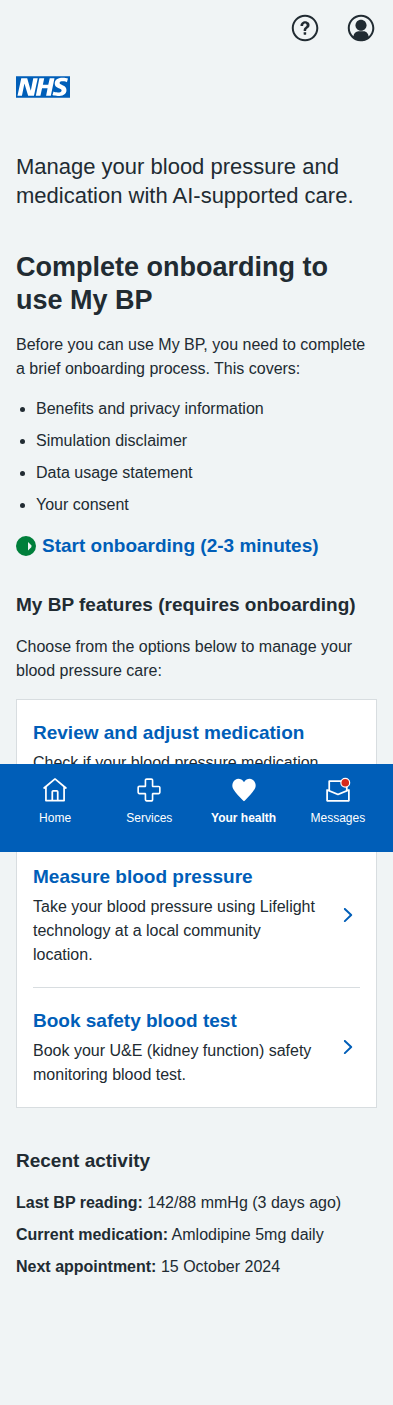 NHS
Manage your blood pressure and
medication with AI-supported care.
Complete onboarding to
use My BP
Before you can use My BP, you need to complete
a brief onboarding process. This covers:
• Benefits and privacy information
• Simulation disclaimer
• Data usage statement
• Your consent
Start onboarding (2-3 minutes)
My BP features (requires onboarding)
Choose from the options below to manage your
blood pressure care:
Review and adjust medication
Check if your blood pressure medication
Home Services Your health Messages
Measure blood pressure
Take your blood pressure using Lifelight
technology at a local community
location.
Book safety blood test
Book your U&E (kidney function) safety
monitoring blood test.
Recent activity
Last BP reading: 142/88 mmHg (3 days ago)
Current medication: Amlodipine 5mg daily
Next appointment: 15 October 2024